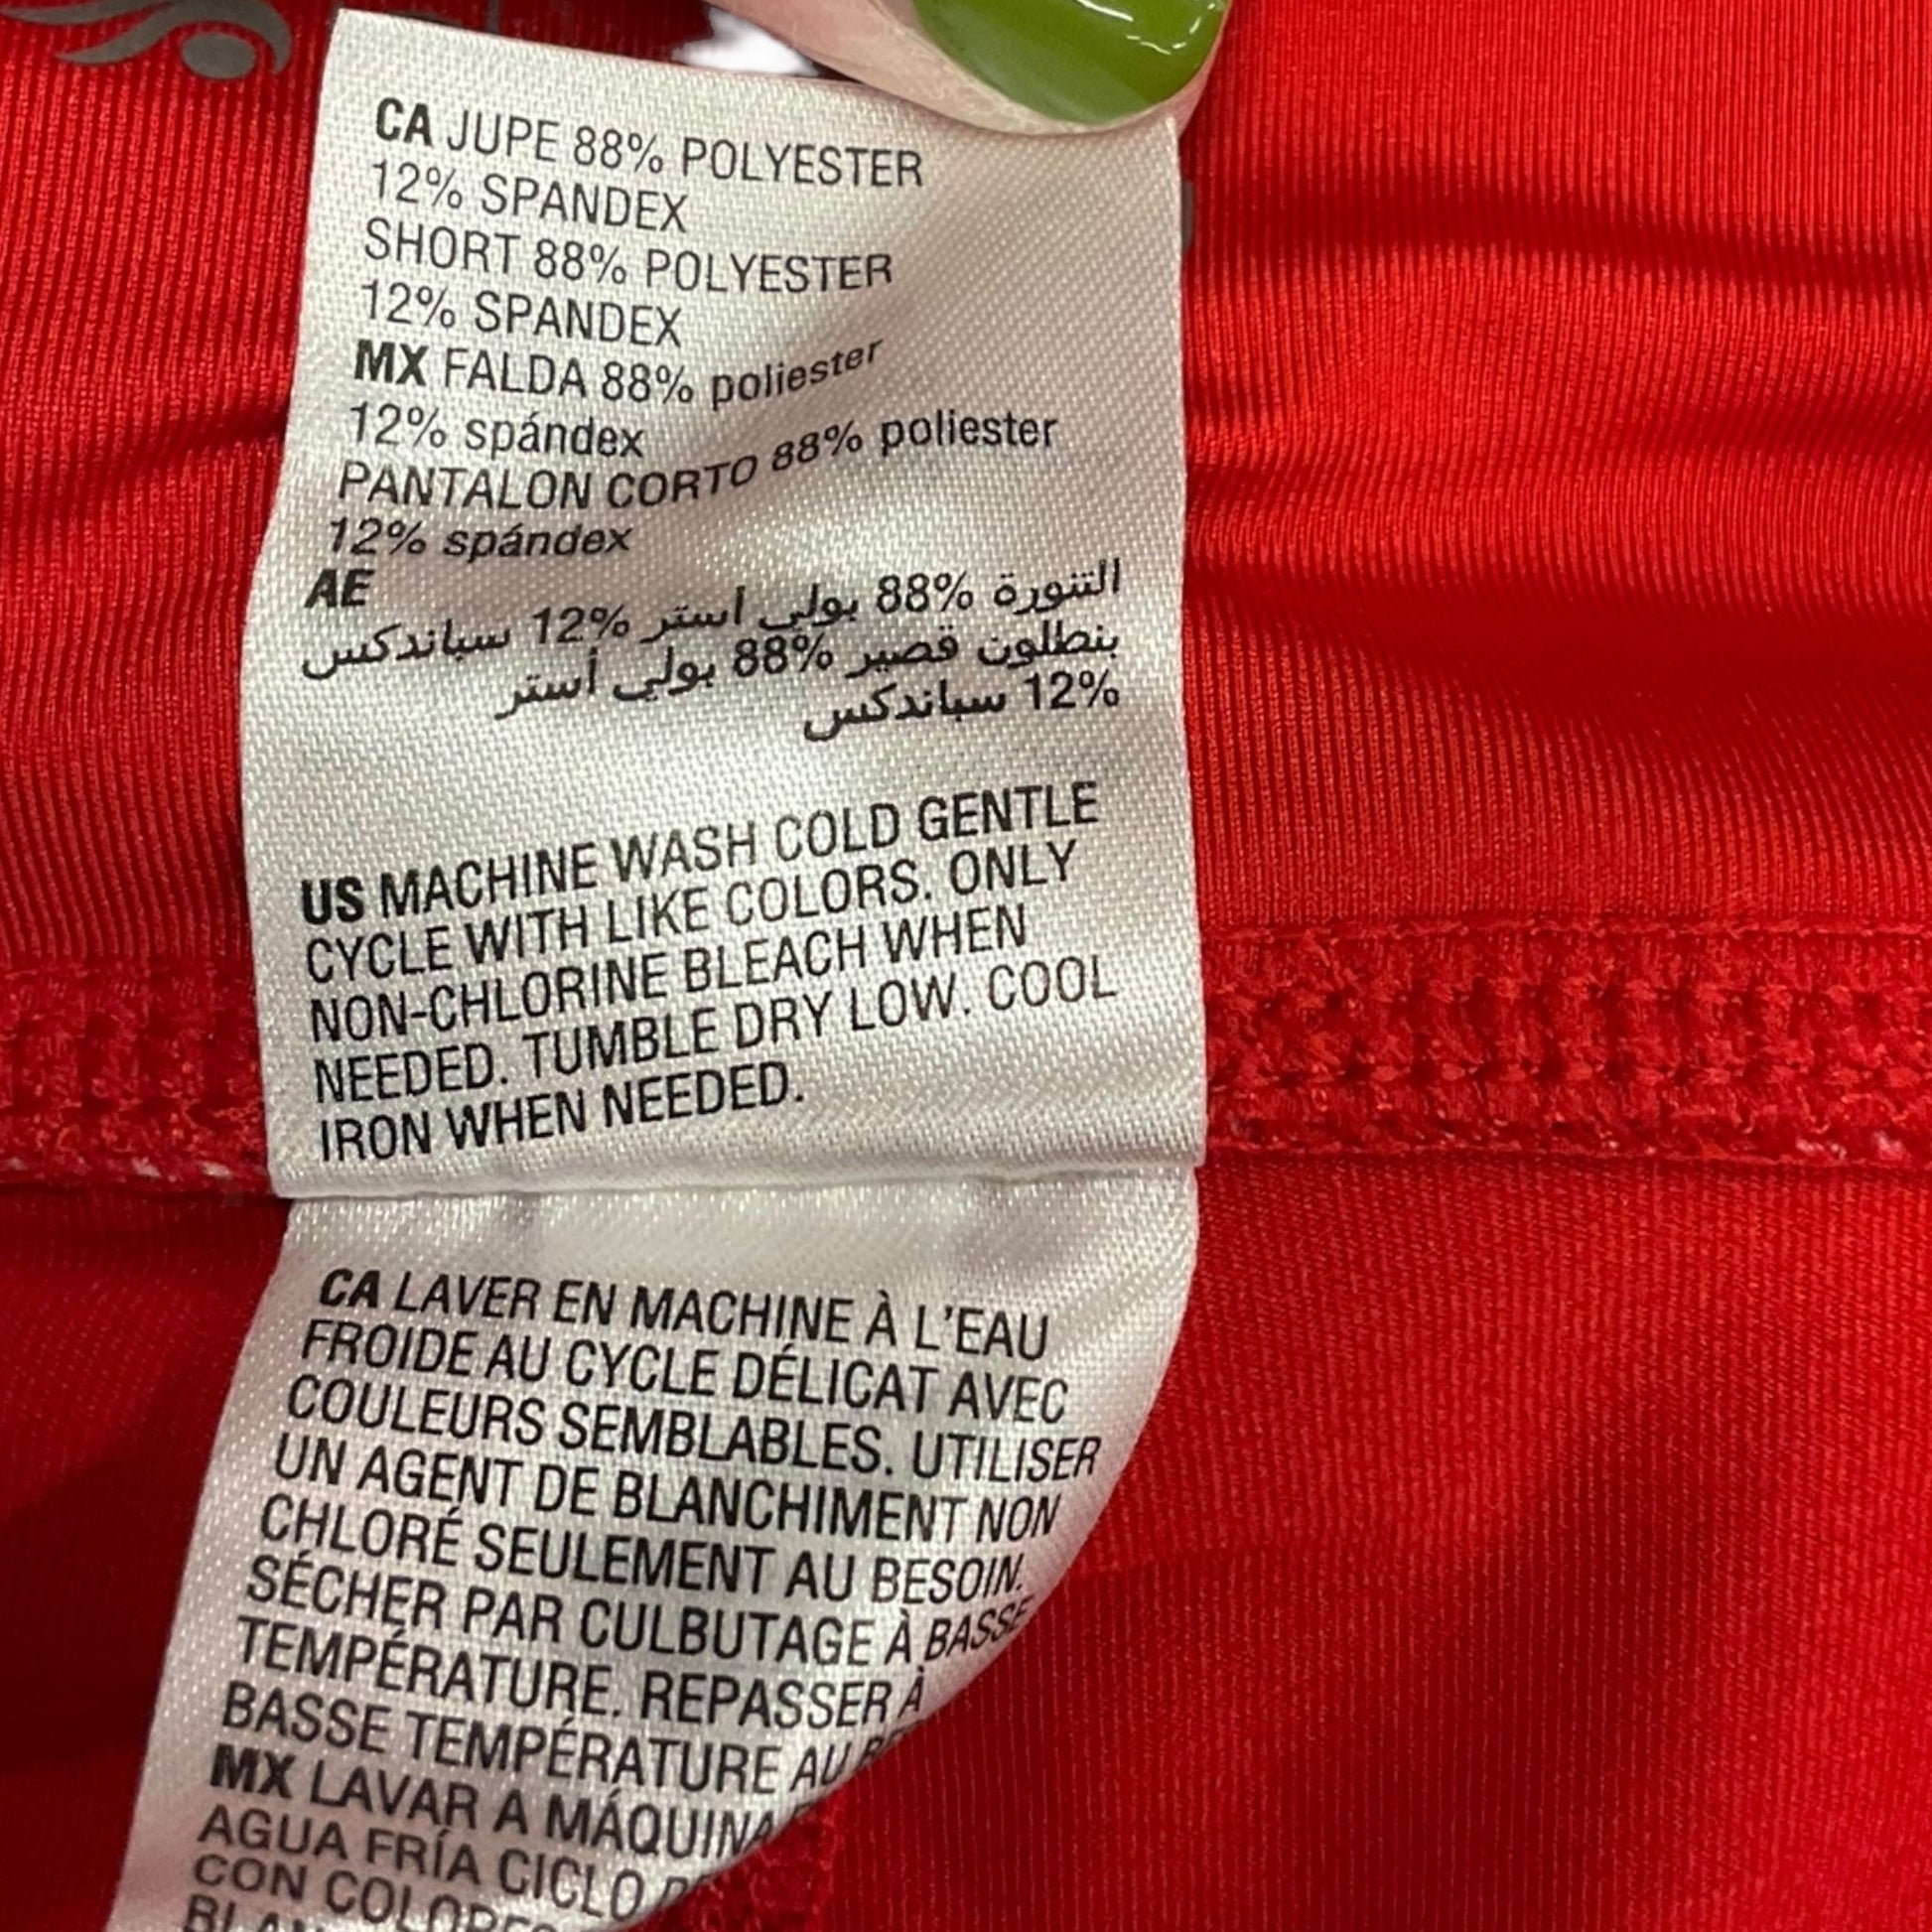 CA JUPE 88% POLYESTER
12% SPANDEX
SHORT 88% POLYESTER
12% SPANDEX
MX FALDA 88% poliester
12% spándex
PANTALON CORTO 88% poliester
12% spándex
AE
التنورة 88% بولي أستر 12% سباندكس
بنطلون قصير 88% بولي أستر
12% سباندكس
US MACHINE WASH COLD GENTLE
CYCLE WITH LIKE COLORS. ONLY
NON-CHLORINE BLEACH WHEN
NEEDED. TUMBLE DRY LOW. COOL
IRON WHEN NEEDED.
CA LAVER EN MACHINE À L'EAU
FROIDE AU CYCLE DÉLICAT AVEC
COULEURS SEMBLABLES. UTILISER
UN AGENT DE BLANCHIMENT NON
CHLORÉ SEULEMENT AU BESOIN.
SÉCHER PAR CULBUTAGE À BASSE
TEMPÉRATURE. REPASSER À
BASSE TEMPÉRATURE AU
MX LAVAR A MÁQUINA
AGUA FRÍA CICLO
CON